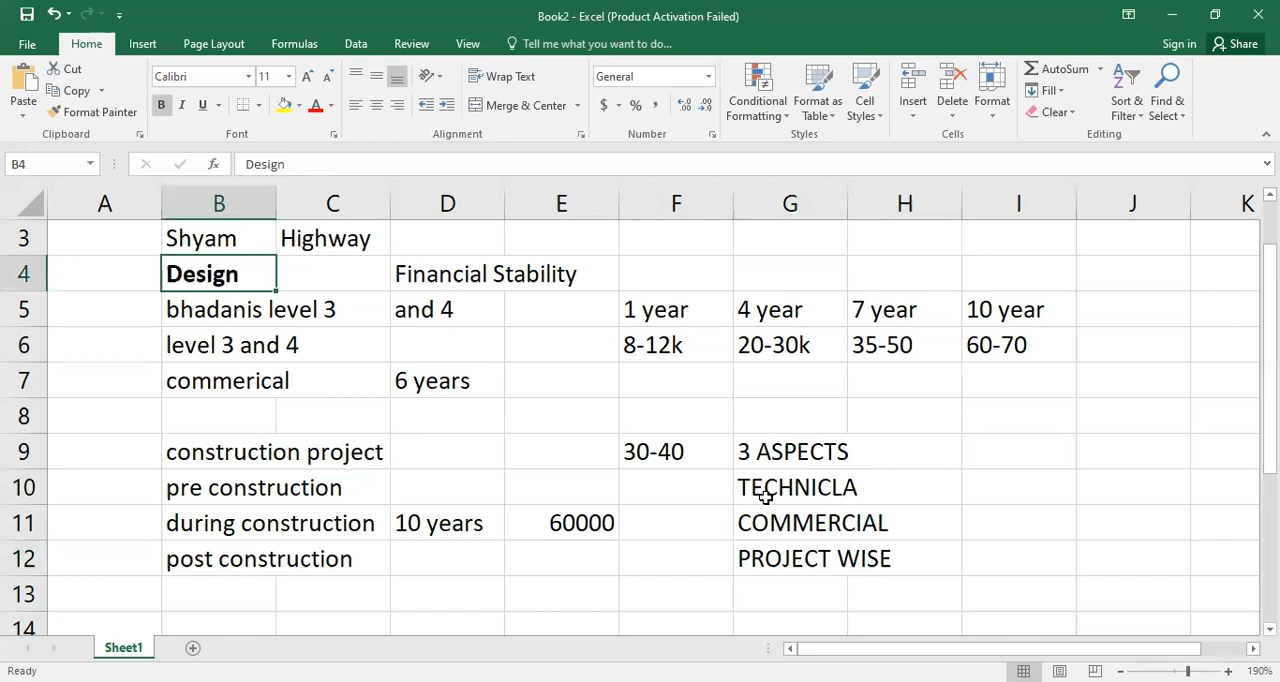 Book2 - Excel (Product Activation Failed)
File Home Insert Page Layout Formulas Data Review View Tell me what you want to do... Sign in Share
Paste Cut Copy Format Painter Clipboard
Calibri 11 B I U A Font
Wrap Text Merge & Center Alignment
General $ % , Number
Conditional Formatting Format as Table Cell Styles Styles
Insert Delete Format Cells
AutoSum Fill Clear Sort & Filter Find & Select Editing
B4 fx Design
A B C D E F G H I J K
3 Shyam Highway
4 Design Financial Stability
5 bhadanis level 3 and 4 1 year 4 year 7 year 10 year
6 level 3 and 4 8-12k 20-30k 35-50 60-70
7 commerical 6 years
8
9 construction project 30-40 3 ASPECTS
10 pre construction TECHNICLA
11 during construction 10 years 60000 COMMERCIAL
12 post construction PROJECT WISE
13
14
Sheet1
Ready 190%